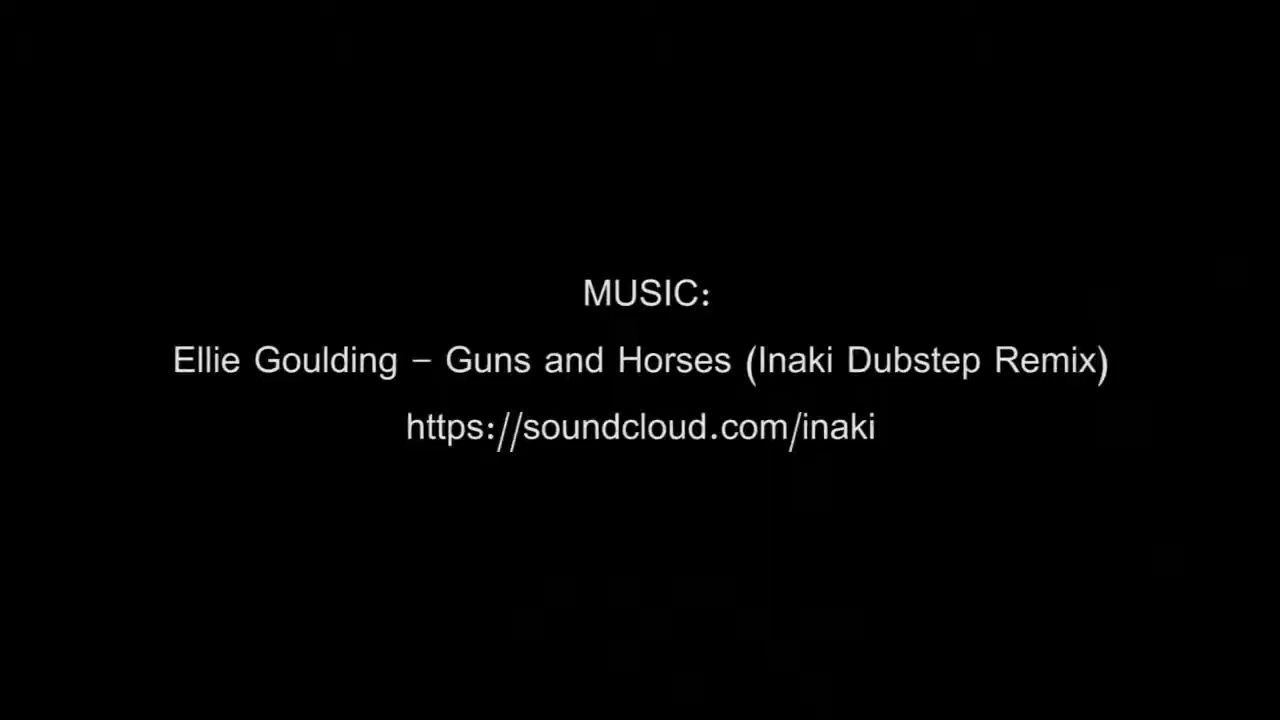 MUSIC:
Ellie Goulding – Guns and Horses (Inaki Dubstep Remix)
https://soundcloud.com/inaki